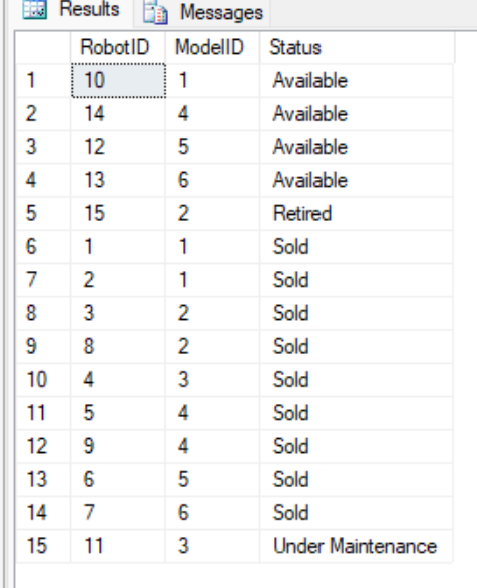 Results Messages
RobotID ModelID Status
1 10 1 Available
2 14 4 Available
3 12 5 Available
4 13 6 Available
5 15 2 Retired
6 1 1 Sold
7 2 1 Sold
8 3 2 Sold
9 8 2 Sold
10 4 3 Sold
11 5 4 Sold
12 9 4 Sold
13 6 5 Sold
14 7 6 Sold
15 11 3 Under Maintenance